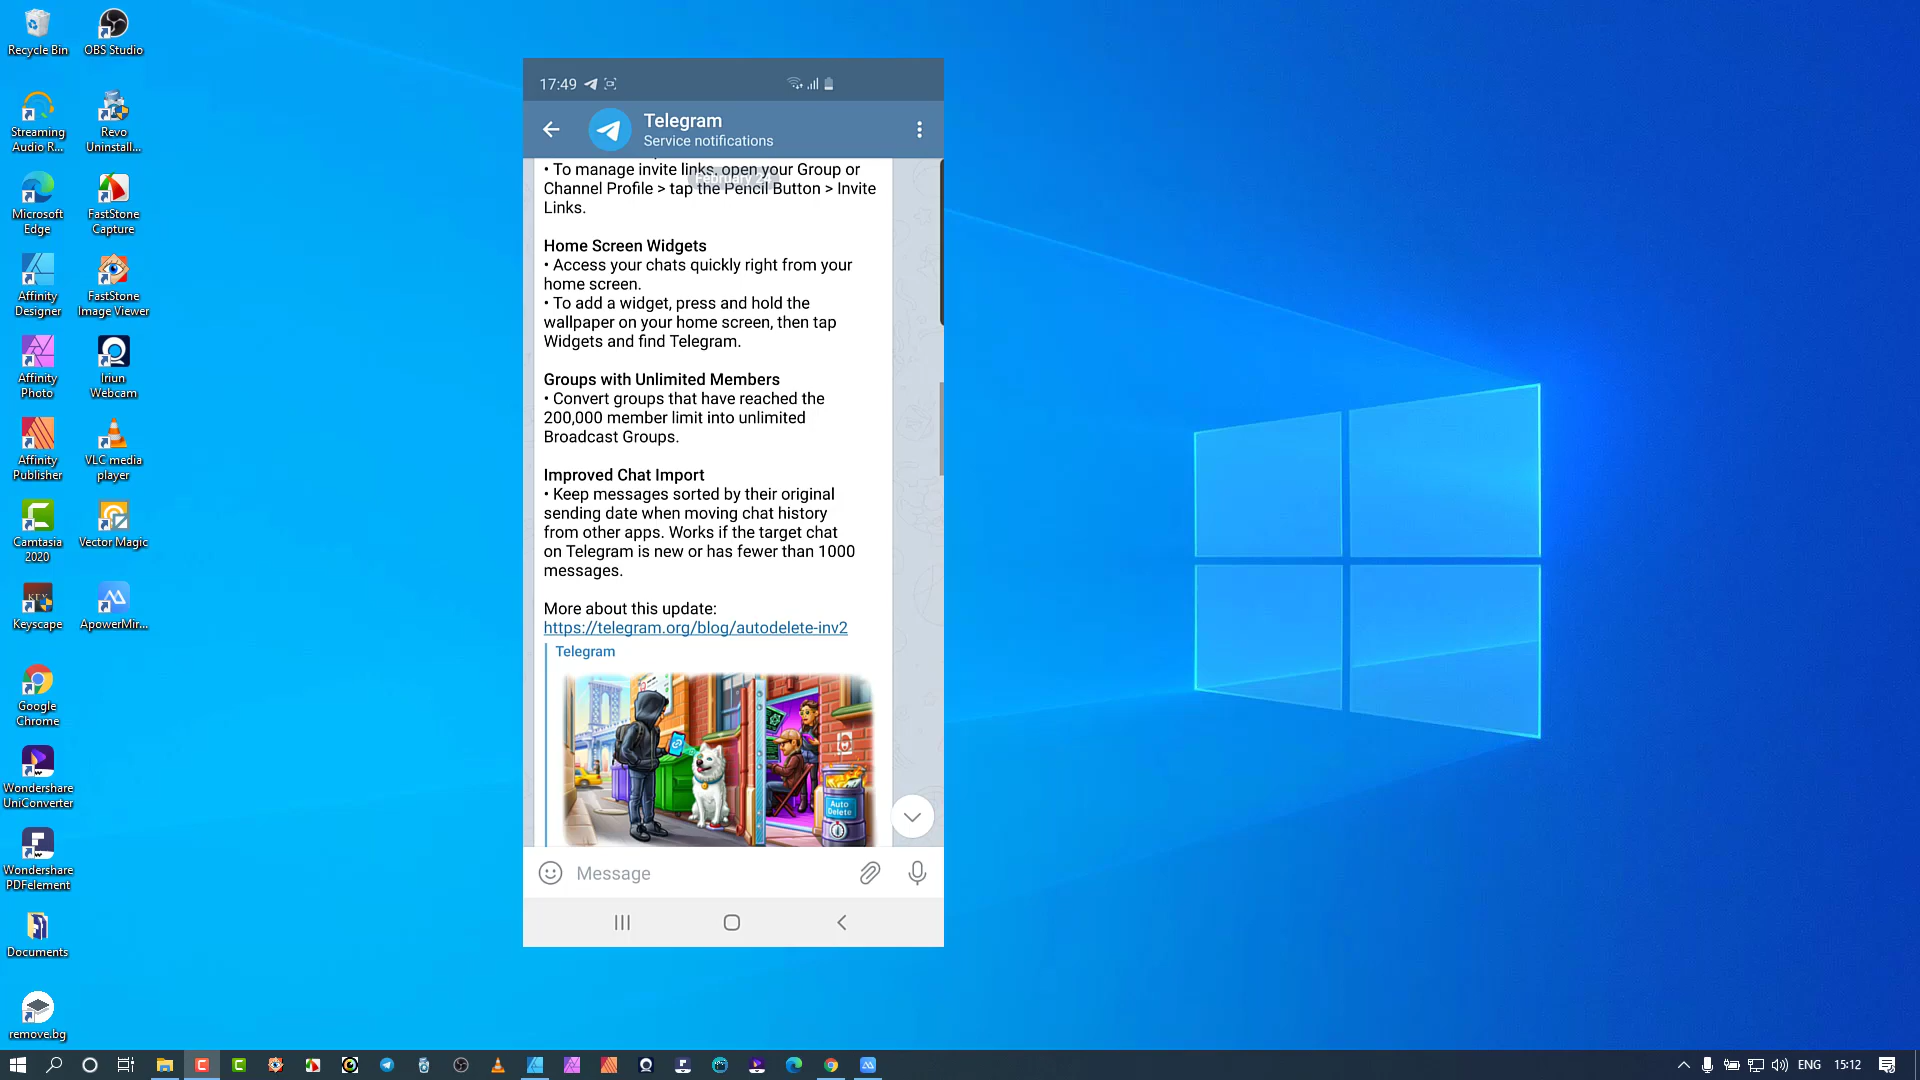 Recycle Bin
OBS Studio
Streaming
Audio R...
Revo
Uninstall...
Microsoft
Edge
FastStone
Capture
Affinity
Designer
FastStone
Image Viewer
Affinity
Photo
Iriun
Webcam
Affinity
Publisher
VLC media
player
Camtasia
2020
Vector Magic
Keyscape
ApowerMir...
Google
Chrome
Wondershare
UniConverter
Wondershare
PDFelement
Documents
remove.bg
17:49
Telegram
Service notifications
• To manage invite links, open your Group or
February 24
Channel Profile > tap the Pencil Button > Invite
Links.
Home Screen Widgets
• Access your chats quickly right from your
home screen.
• To add a widget, press and hold the
wallpaper on your home screen, then tap
Widgets and find Telegram.
Groups with Unlimited Members
• Convert groups that have reached the
200,000 member limit into unlimited
Broadcast Groups.
Improved Chat Import
• Keep messages sorted by their original
sending date when moving chat history
from other apps. Works if the target chat
on Telegram is new or has fewer than 1000
messages.
More about this update:
https://telegram.org/blog/autodelete-inv2
Telegram
Auto
Delete
Message
ENG
15:12